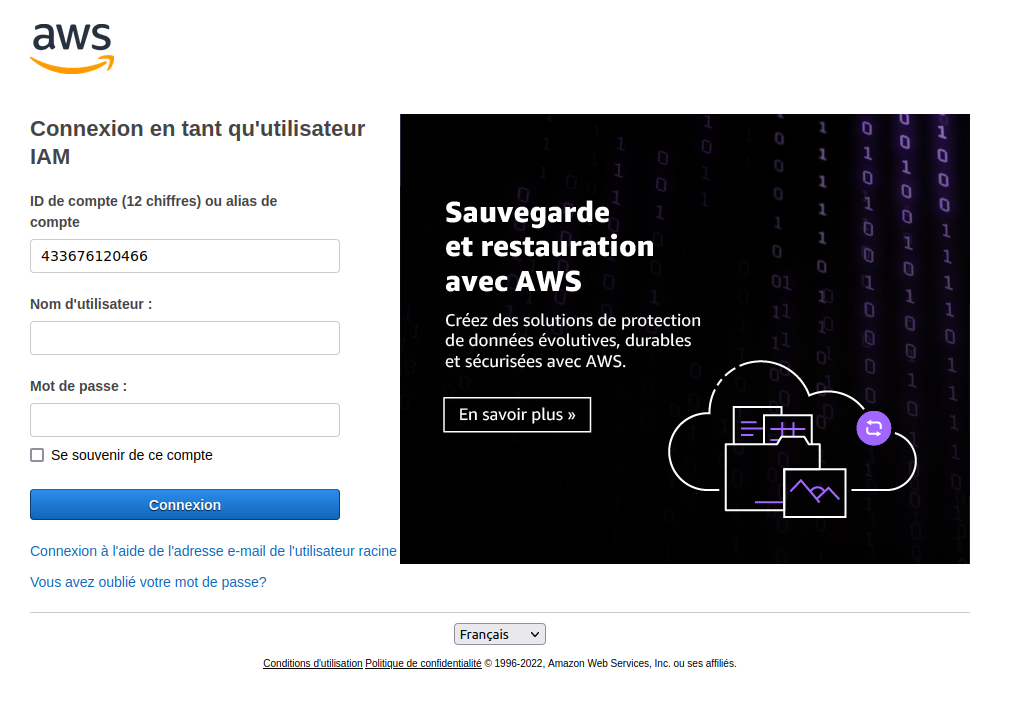 aws
Connexion en tant qu'utilisateur
IAM
ID de compte (12 chiffres) ou alias de
compte
433676120466
Nom d'utilisateur :
Mot de passe :
Se souvenir de ce compte
Connexion
Connexion à l'aide de l'adresse e-mail de l'utilisateur racine
Vous avez oublié votre mot de passe?
Sauvegarde
et restauration
avec AWS
Créez des solutions de protection
de données évolutives, durables
et sécurisées avec AWS.
En savoir plus »
Français
Conditions d'utilisation Politique de confidentialité © 1996-2022, Amazon Web Services, Inc. ou ses affiliés.